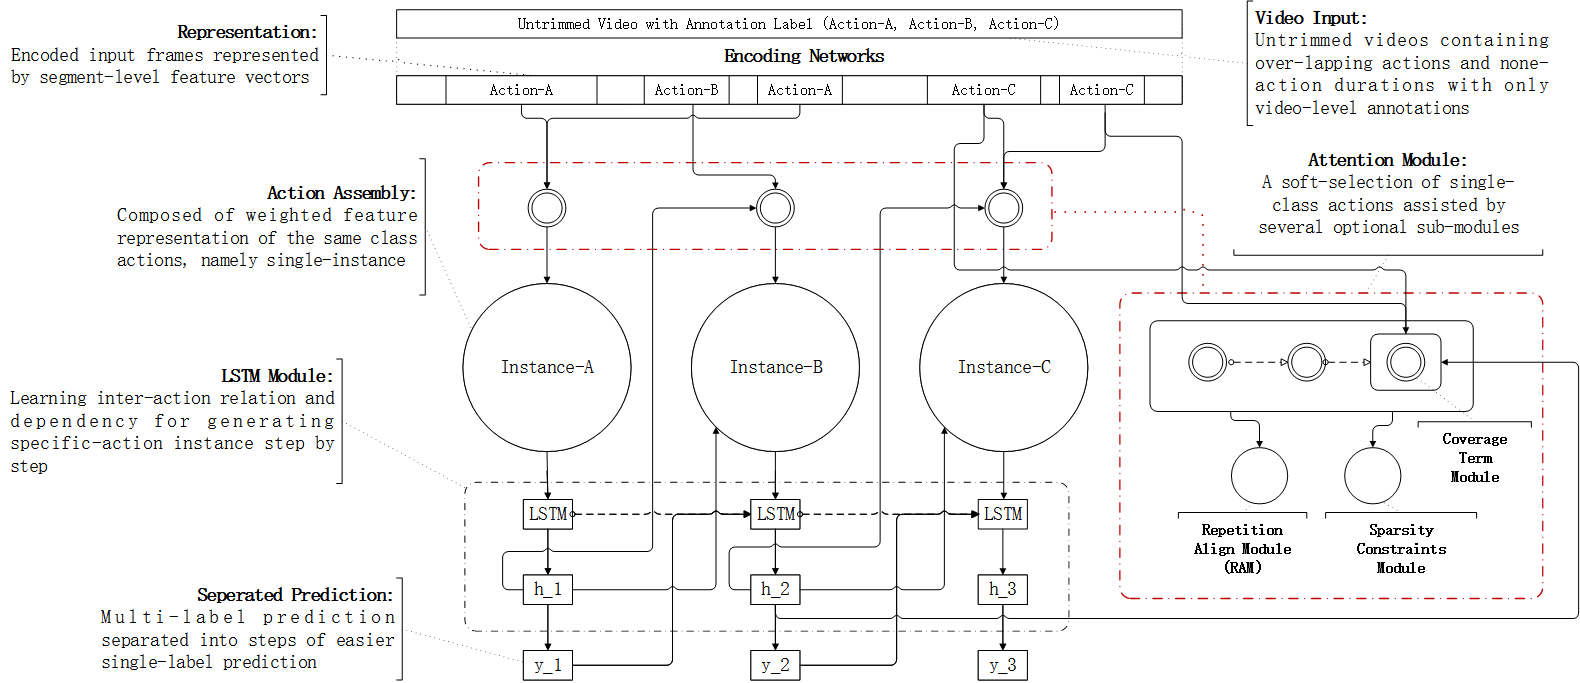 Untrimmed Video with Annotation Label (Action-A, Action-B, Action-C)
Encoding Networks
Action-A
Action-B
Action-A
Action-C
Action-C
Representation:
Encoded input frames represented
by segment-level feature vectors
Video Input:
Untrimmed videos containing
over-lapping actions and none-
action durations with only
video-level annotations
Action Assembly:
Composed of weighted feature
representation of the same class
actions, namely single-instance
Attention Module:
A soft-selection of single-
class actions assisted by
several optional sub-modules
Instance-A
Instance-B
Instance-C
LSTM Module:
Learning inter-action relation and
dependency for generating
specific-action instance step by
step
Coverage
Term
Module
Repetition
Align Module
(RAM)
Sparsity
Constraints
Module
LSTM
LSTM
LSTM
h_1
h_2
h_3
Seperated Prediction:
Multi-label prediction
separated into steps of easier
single-label prediction
y_1
y_2
y_3